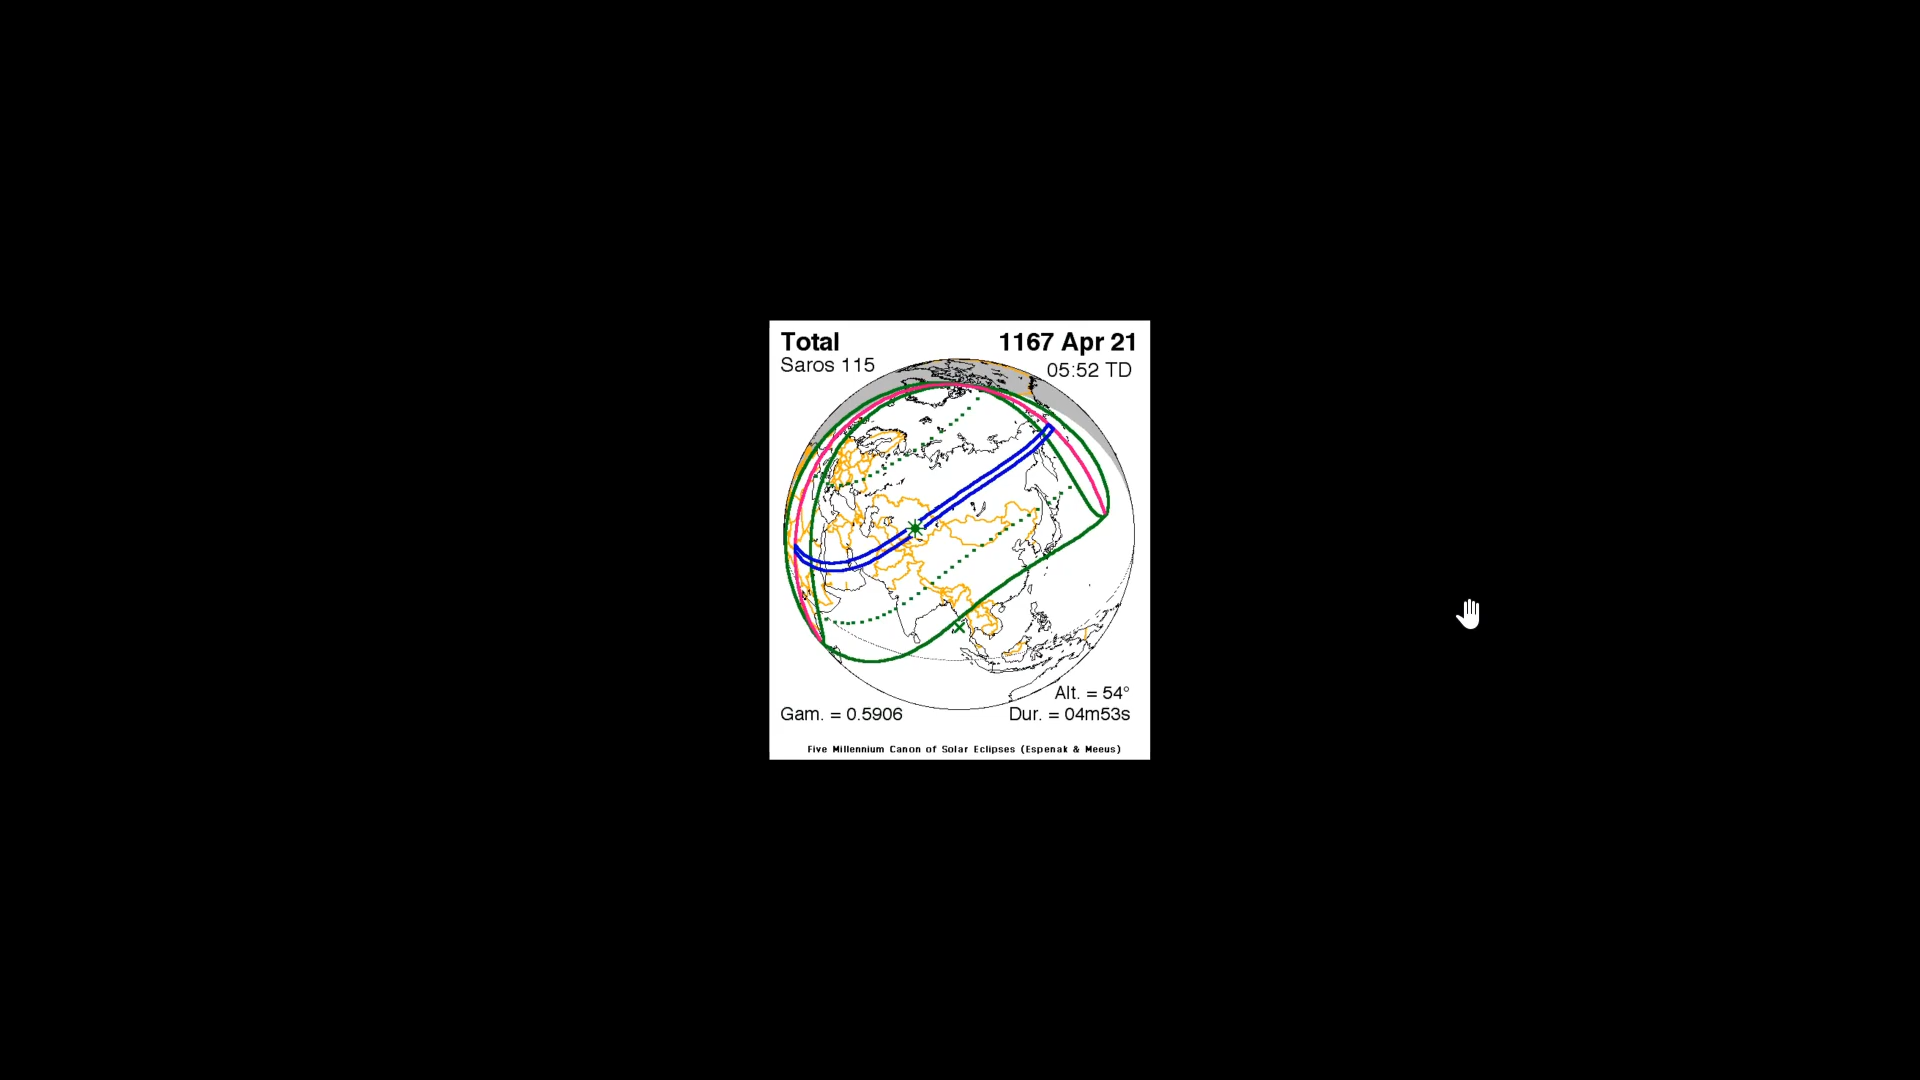 Total
1167 Apr 21
Saros 115
05:52 TD
Alt. = 54°
Gam. = 0.5906
Dur. = 04m53s
Five Millennium Canon of Solar Eclipses (Espenak & Meeus)